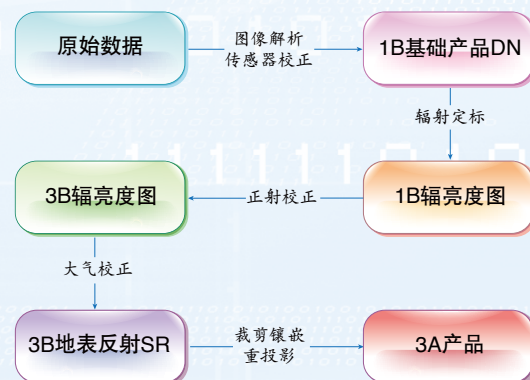 原始数据
图像解析
传感器校正
1B基础产品DN
辐射定标
1B辐亮度图
正射校正
3B辐亮度图
大气校正
3B地表反射SR
裁剪镶嵌
重投影
3A产品